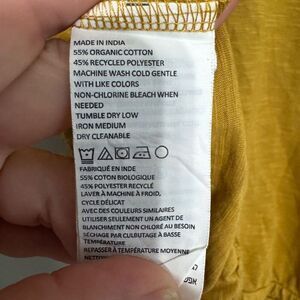 MADE IN INDIA
55% ORGANIC COTTON
45% RECYCLED POLYESTER
MACHINE WASH COLD GENTLE
WITH LIKE COLORS
NON-CHLORINE BLEACH WHEN
NEEDED
TUMBLE DRY LOW
IRON MEDIUM
DRY CLEANABLE
FABRIQUÉ EN INDE
55% COTON BIOLOGIQUE
45% POLYESTER RECYCLÉ
LAVER À MACHINE À FROID,
CYCLE DÉLICAT
AVEC DES COULEURS SIMILAIRES
UTILISER SEULEMENT UN AGENT DE
BLANCHIMENT NON CHLORÉ AU BESOIN
SÉCHAGE PAR CULBUTAGE À BASSE
TEMPÉRATURE
REPASSER À TEMPÉRATURE MOYENNE